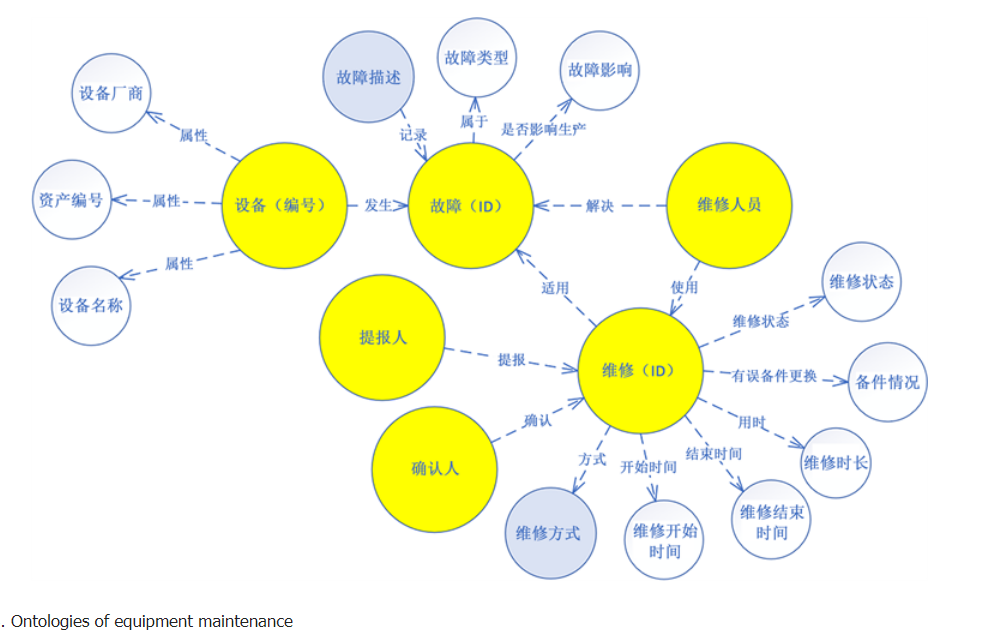 故障描述
故障类型
故障影响
设备厂商
属性
记录
属于
是否影响生产
资产编号
属性
设备（编号）
发生
故障（ID）
解决
维修人员
属性
设备名称
适用
使用
维修状态
维修状态
提报人
提报
维修（ID）
有误备件更换
备件情况
确认
用时
确认人
方式
开始时间
结束时间
维修时长
维修方式
维修开始
时间
维修结束
时间
. Ontologies of equipment maintenance